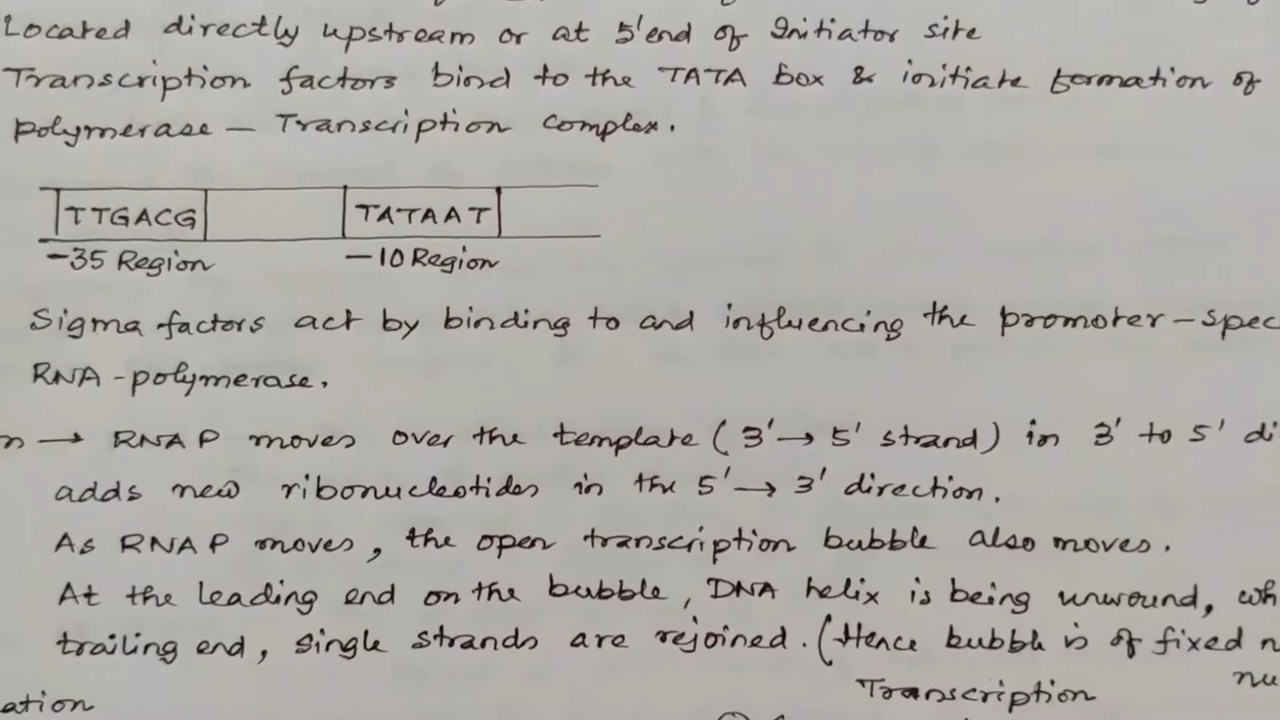 Located directly upstream or at 5' end of Initiator site
Transcription factors bind to the TATA box & initiate formation of
polymerase – Transcription complex.
TTGACG TATAAT
-35 Region -10 Region
Sigma factors act by binding to and influencing the promoter-spec
RNA-polymerase.
n → RNAP moves over the template (3' → 5' strand) in 3' to 5' di
adds new ribonucleotides in the 5' → 3' direction.
As RNAP moves, the open transcription bubble also moves.
At the leading end on the bubble, DNA helix is being unwound, wh
trailing end, single strands are rejoined. (Hence bubble is of fixed n
nu
Transcription
ation